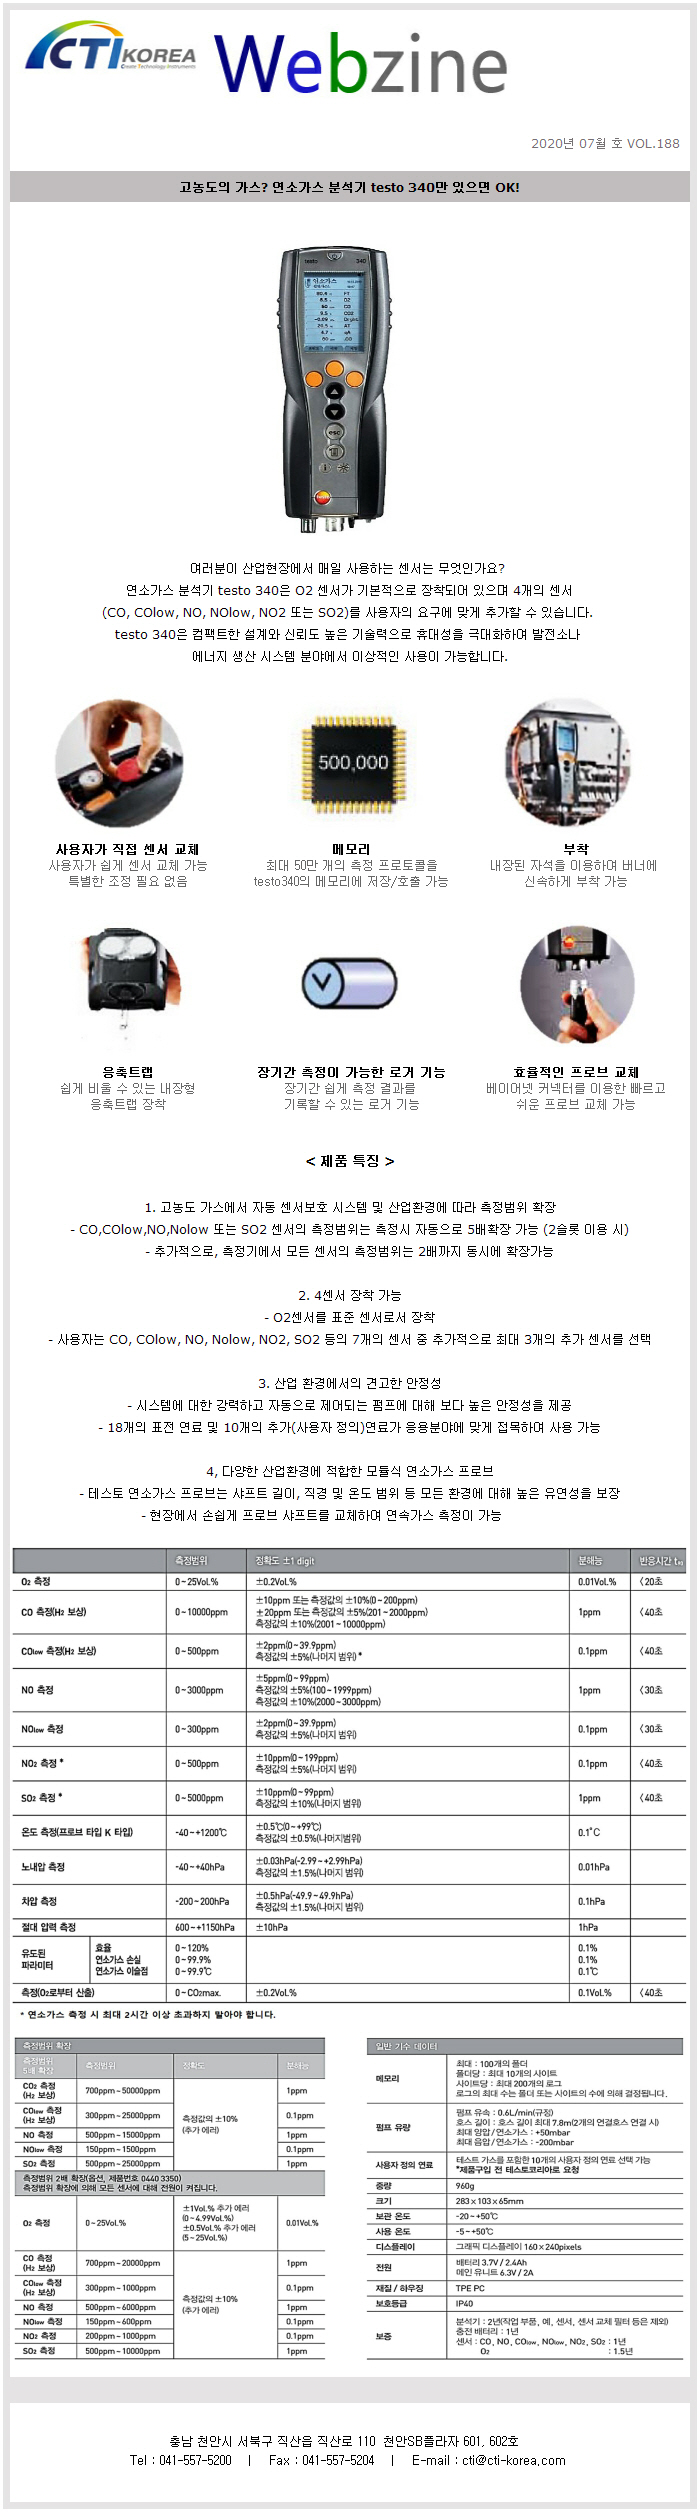 CTI KOREA
Create Technology Instruments
Webzine
2020년 07월 호 VOL.188
고농도의 가스? 연소가스 분석기 testo 340만 있으면 OK!
testo 340
연소가스
esc
여러분이 산업현장에서 매일 사용하는 센서는 무엇인가요?
연소가스 분석기 testo 340은 O2 센서가 기본적으로 장착되어 있으며 4개의 센서
(CO, COlow, NO, NOlow, NO2 또는 SO2)를 사용자의 요구에 맞게 추가할 수 있습니다.
testo 340은 컴팩트한 설계와 신뢰도 높은 기술력으로 휴대성을 극대화하여 발전소나
에너지 생산 시스템 분야에서 이상적인 사용이 가능합니다.
500,000
사용자가 직접 센서 교체
사용자가 쉽게 센서 교체 가능
특별한 조정 필요 없음
메모리
최대 50만 개의 측정 프로토콜을
testo340의 메모리에 저장/호출 가능
부착
내장된 자석을 이용하여 버너에
신속하게 부착 가능
응축트랩
쉽게 비울 수 있는 내장형
응축트랩 장착
장기간 측정이 가능한 로거 기능
장기간 쉽게 측정 결과를
기록할 수 있는 로거 기능
효율적인 프로브 교체
베이어넷 커넥터를 이용한 빠르고
쉬운 프로브 교체 가능
< 제품 특징 >
1. 고농도 가스에서 자동 센서보호 시스템 및 산업환경에 따라 측정범위 확장
- CO,COlow,NO,Nolow 또는 SO2 센서의 측정범위는 측정시 자동으로 5배확장 가능 (2슬롯 이용 시)
- 추가적으로, 측정기에서 모든 센서의 측정범위는 2배까지 동시에 확장가능
2. 4센서 장착 가능
- O2센서를 표준 센서로서 장착
- 사용자는 CO, COlow, NO, Nolow, NO2, SO2 등의 7개의 센서 중 추가적으로 최대 3개의 추가 센서를 선택
3. 산업 환경에서의 견고한 안정성
- 시스템에 대한 강력하고 자동으로 제어되는 펌프에 대해 보다 높은 안정성을 제공
- 18개의 표전 연료 및 10개의 추가(사용자 정의)연료가 응용분야에 맞게 접목하여 사용 가능
4, 다양한 산업환경에 적합한 모듈식 연소가스 프로브
- 테스토 연소가스 프로브는 샤프트 길이, 직경 및 온도 범위 등 모든 환경에 대해 높은 유연성을 보장
- 현장에서 손쉽게 프로브 샤프트를 교체하여 연속가스 측정이 가능
측정범위 정확도 ±1 digit 분해능 반응시간 t90
O2 측정 0~25Vol.% ±0.2Vol.% 0.01Vol.% <20초
CO 측정(H2 보상) 0~10000ppm ±10ppm 또는 측정값의 ±10%(0~200ppm) 1ppm <40초
±20ppm 또는 측정값의 ±5%(201~2000ppm)
측정값의 ±10%(2001~10000ppm)
COlow 측정(H2 보상) 0~500ppm ±2ppm(0~39.9ppm) 0.1ppm <40초
측정값의 ±5%(나머지 범위)*
NO 측정 0~3000ppm ±5ppm(0~99ppm) 1ppm <30초
측정값의 ±5%(100~1999ppm)
측정값의 ±10%(2000~3000ppm)
NOlow 측정 0~300ppm ±2ppm(0~39.9ppm) 0.1ppm <30초
측정값의 ±5%(나머지 범위)
NO2 측정 * 0~500ppm ±10ppm(0~199ppm) 0.1ppm <40초
측정값의 ±5%(나머지 범위)
SO2 측정 * 0~5000ppm ±10ppm(0~99ppm) 1ppm <40초
측정값의 ±10%(나머지 범위)
온도 측정(프로브 타입 K 타입) -40~+1200℃ ±0.5℃(0~+99℃) 0.1˚C
측정값의 ±0.5%(나머지범위)
노내압 측정 -40~+40hPa ±0.03hPa(-2.99~+2.99hPa) 0.01hPa
측정값의 ±1.5%(나머지 범위)
차압 측정 -200~200hPa ±0.5hPa(-49.9~49.9hPa) 0.1hPa
측정값의 ±1.5%(나머지 범위)
절대 압력 측정 600~+1150hPa ±10hPa 1hPa
유도된 파라미터 효율 0~120% 0.1%
연소가스 손실 0~99.9% 0.1%
연소가스 이슬점 0~99.9℃ 0.1℃
측정(O2로부터 산출) 0~CO2max. ±0.2Vol.% 0.1Vol.% <40초
* 연소가스 측정 시 최대 2시간 이상 초과하지 말아야 합니다.
측정범위 확장
측정범위 5배 확장 측정범위 정확도 분해능
CO2 측정 (H2 보상) 700ppm~50000ppm 측정값의 ±10% (추가 에러) 1ppm
COlow 측정 (H2 보상) 300ppm~25000ppm 0.1ppm
NO 측정 500ppm~15000ppm 1ppm
NOlow 측정 150ppm~1500ppm 0.1ppm
SO2 측정 500ppm~25000ppm 1ppm
측정범위 2배 확장(옵션, 제품번호 0440 3350)
측정범위 확장에 의해 모든 센서에 대해 전원이 켜집니다.
O2 측정 0~25Vol.% ±1Vol.% 추가 에러 0.01Vol.%
(0~4.99Vol.%)
±0.5Vol.% 추가 에러
(5~25Vol.%)
CO 측정 (H2 보상) 700ppm~20000ppm 측정값의 ±10% (추가 에러) 1ppm
COlow 측정 (H2 보상) 300ppm~1000ppm 0.1ppm
NO 측정 500ppm~6000ppm 1ppm
NOlow 측정 150ppm~600ppm 0.1ppm
NO2 측정 200ppm~1000ppm 0.1ppm
SO2 측정 500ppm~10000ppm 1ppm
일반 기수 데이터
메모리 최대 : 100개의 폴더
폴더당 : 최대 10개의 사이트
사이트당 : 최대 200개의 로그
로그의 최대 수는 폴더 또는 사이트의 수에 의해 결정됩니다.
펌프 유량 펌프 유속 : 0.6L/min(규정)
호스 길이 : 호스 길이 최대 7.8m(2개의 연결호스 연결 시)
최대 양압/연소가스 : +50mbar
최대 음압/연소가스 : -200mbar
사용자 정의 연료 테스트 가스를 포함한 10개의 사용자 정의 연료 선택 가능
*제품구입 전 테스토코리아로 요청
중량 960g
크기 283×103×65mm
보관 온도 -20~+50℃
사용 온도 -5~+50℃
디스플레이 그래픽 디스플레이 160×240pixels
전원 배터리 3.7V / 2.4Ah
메인 유니트 6.3V / 2A
재질 / 하우징 TPE PC
보호등급 IP40
보증 분석기 : 2년(작업 부품, 예, 센서, 센서 교체 필터 등은 제외)
충전 배터리 : 1년
센서 : CO, NO, COlow, NOlow, NO2, SO2 : 1년
O2 : 1.5년
충남 천안시 서북구 직산읍 직산로 110 천안SB플라자 601, 602호
Tel : 041-557-5200 | Fax : 041-557-5204 | E-mail : cti@cti-korea.com